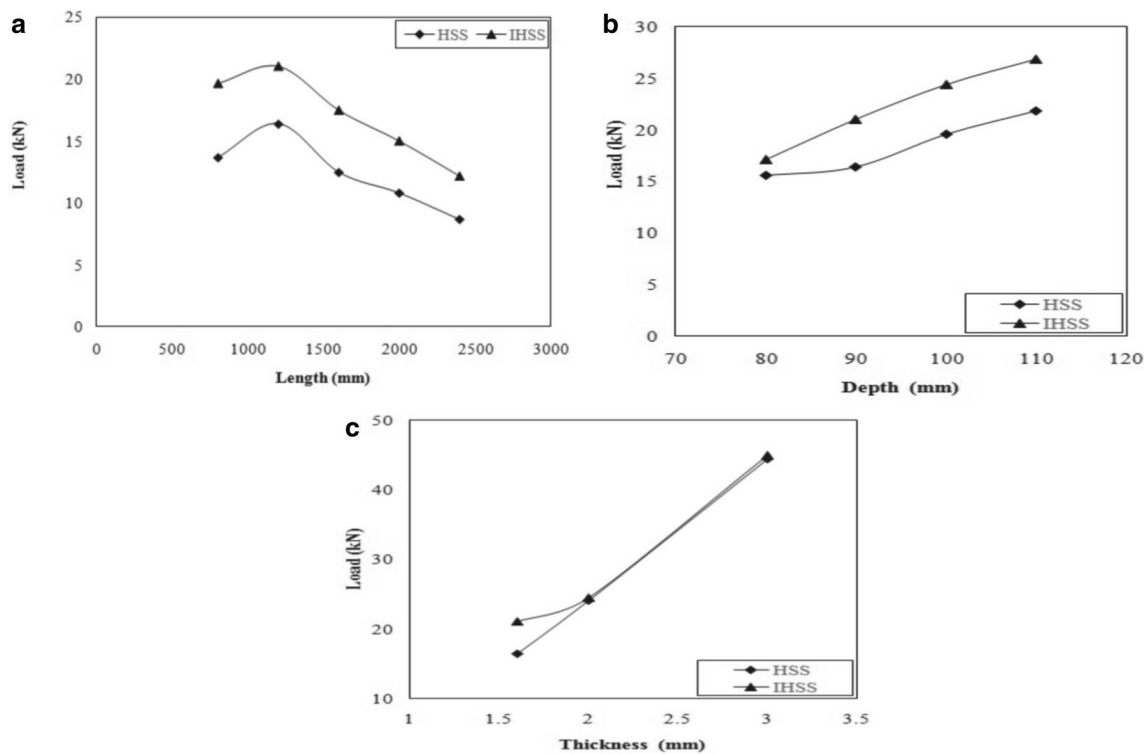 a
25
20
15
10
5
0
Load (kN)
HSS IHSS
0 500 1000 1500 2000 2500 3000
Length (mm)
b
30
25
20
15
10
5
0
Load (kN)
HSS
IHSS
70 80 90 100 110 120
Depth (mm)
c
50
40
30
20
10
Load (kN)
HSS
IHSS
1 1.5 2 2.5 3 3.5
Thickness (mm)